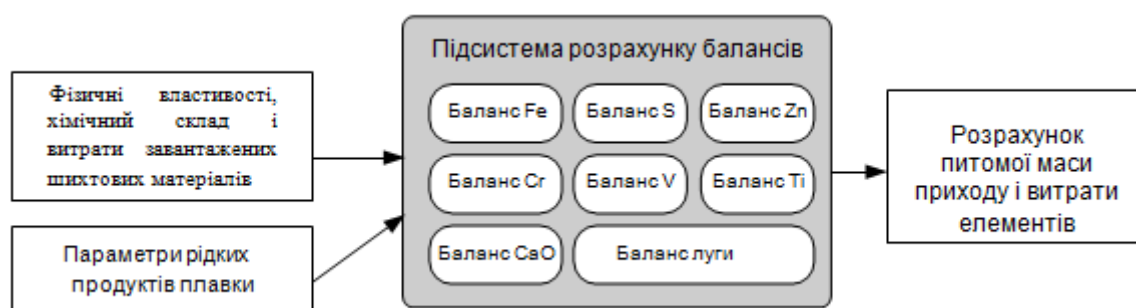 Підсистема розрахунку балансів
Фізичні властивості,
хімічний склад і
витрати завантажених
шихтових матеріалів
Параметри рідких
продуктів плавки
Баланс Fe
Баланс S
Баланс Zn
Баланс Cr
Баланс V
Баланс Ti
Баланс CaO
Баланс луги
Розрахунок
питомої маси
приходу і витрати
елементів